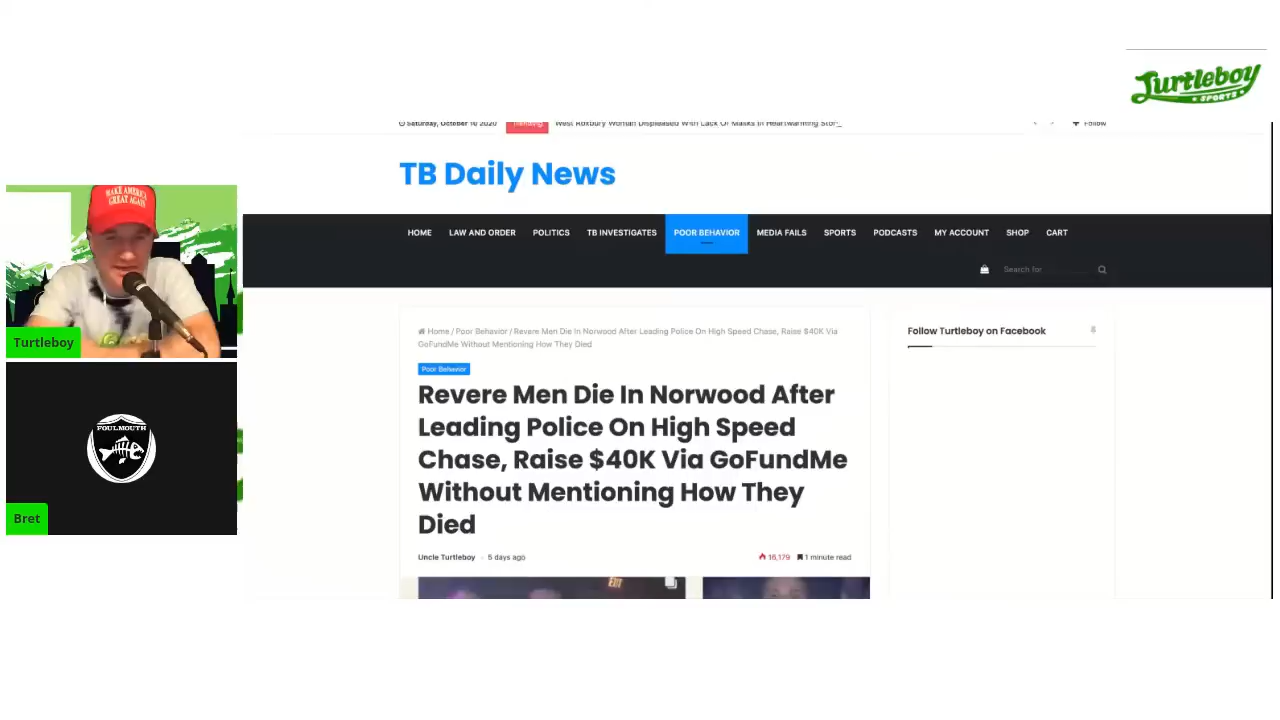 Turtleboy
SPORTS
Saturday, October 10 2020
Trending
West Roxbury Woman Displeased With Lack Of Masks In Heartwarming Stor_
Follow
TB Daily News
HOME
LAW AND ORDER
POLITICS
TB INVESTIGATES
POOR BEHAVIOR
MEDIA FAILS
SPORTS
PODCASTS
MY ACCOUNT
SHOP
CART
Search for
MAKE AMERICA
GREAT AGAIN
Turtleboy
FOULMOUTH
Bret
Home / Poor Behavior / Revere Men Die In Norwood After Leading Police On High Speed Chase, Raise $40K Via
GoFundMe Without Mentioning How They Died
Poor Behavior
Revere Men Die In Norwood After
Leading Police On High Speed
Chase, Raise $40K Via GoFundMe
Without Mentioning How They
Died
Uncle Turtleboy
5 days ago
16,179
1 minute read
Follow Turtleboy on Facebook
EXIT